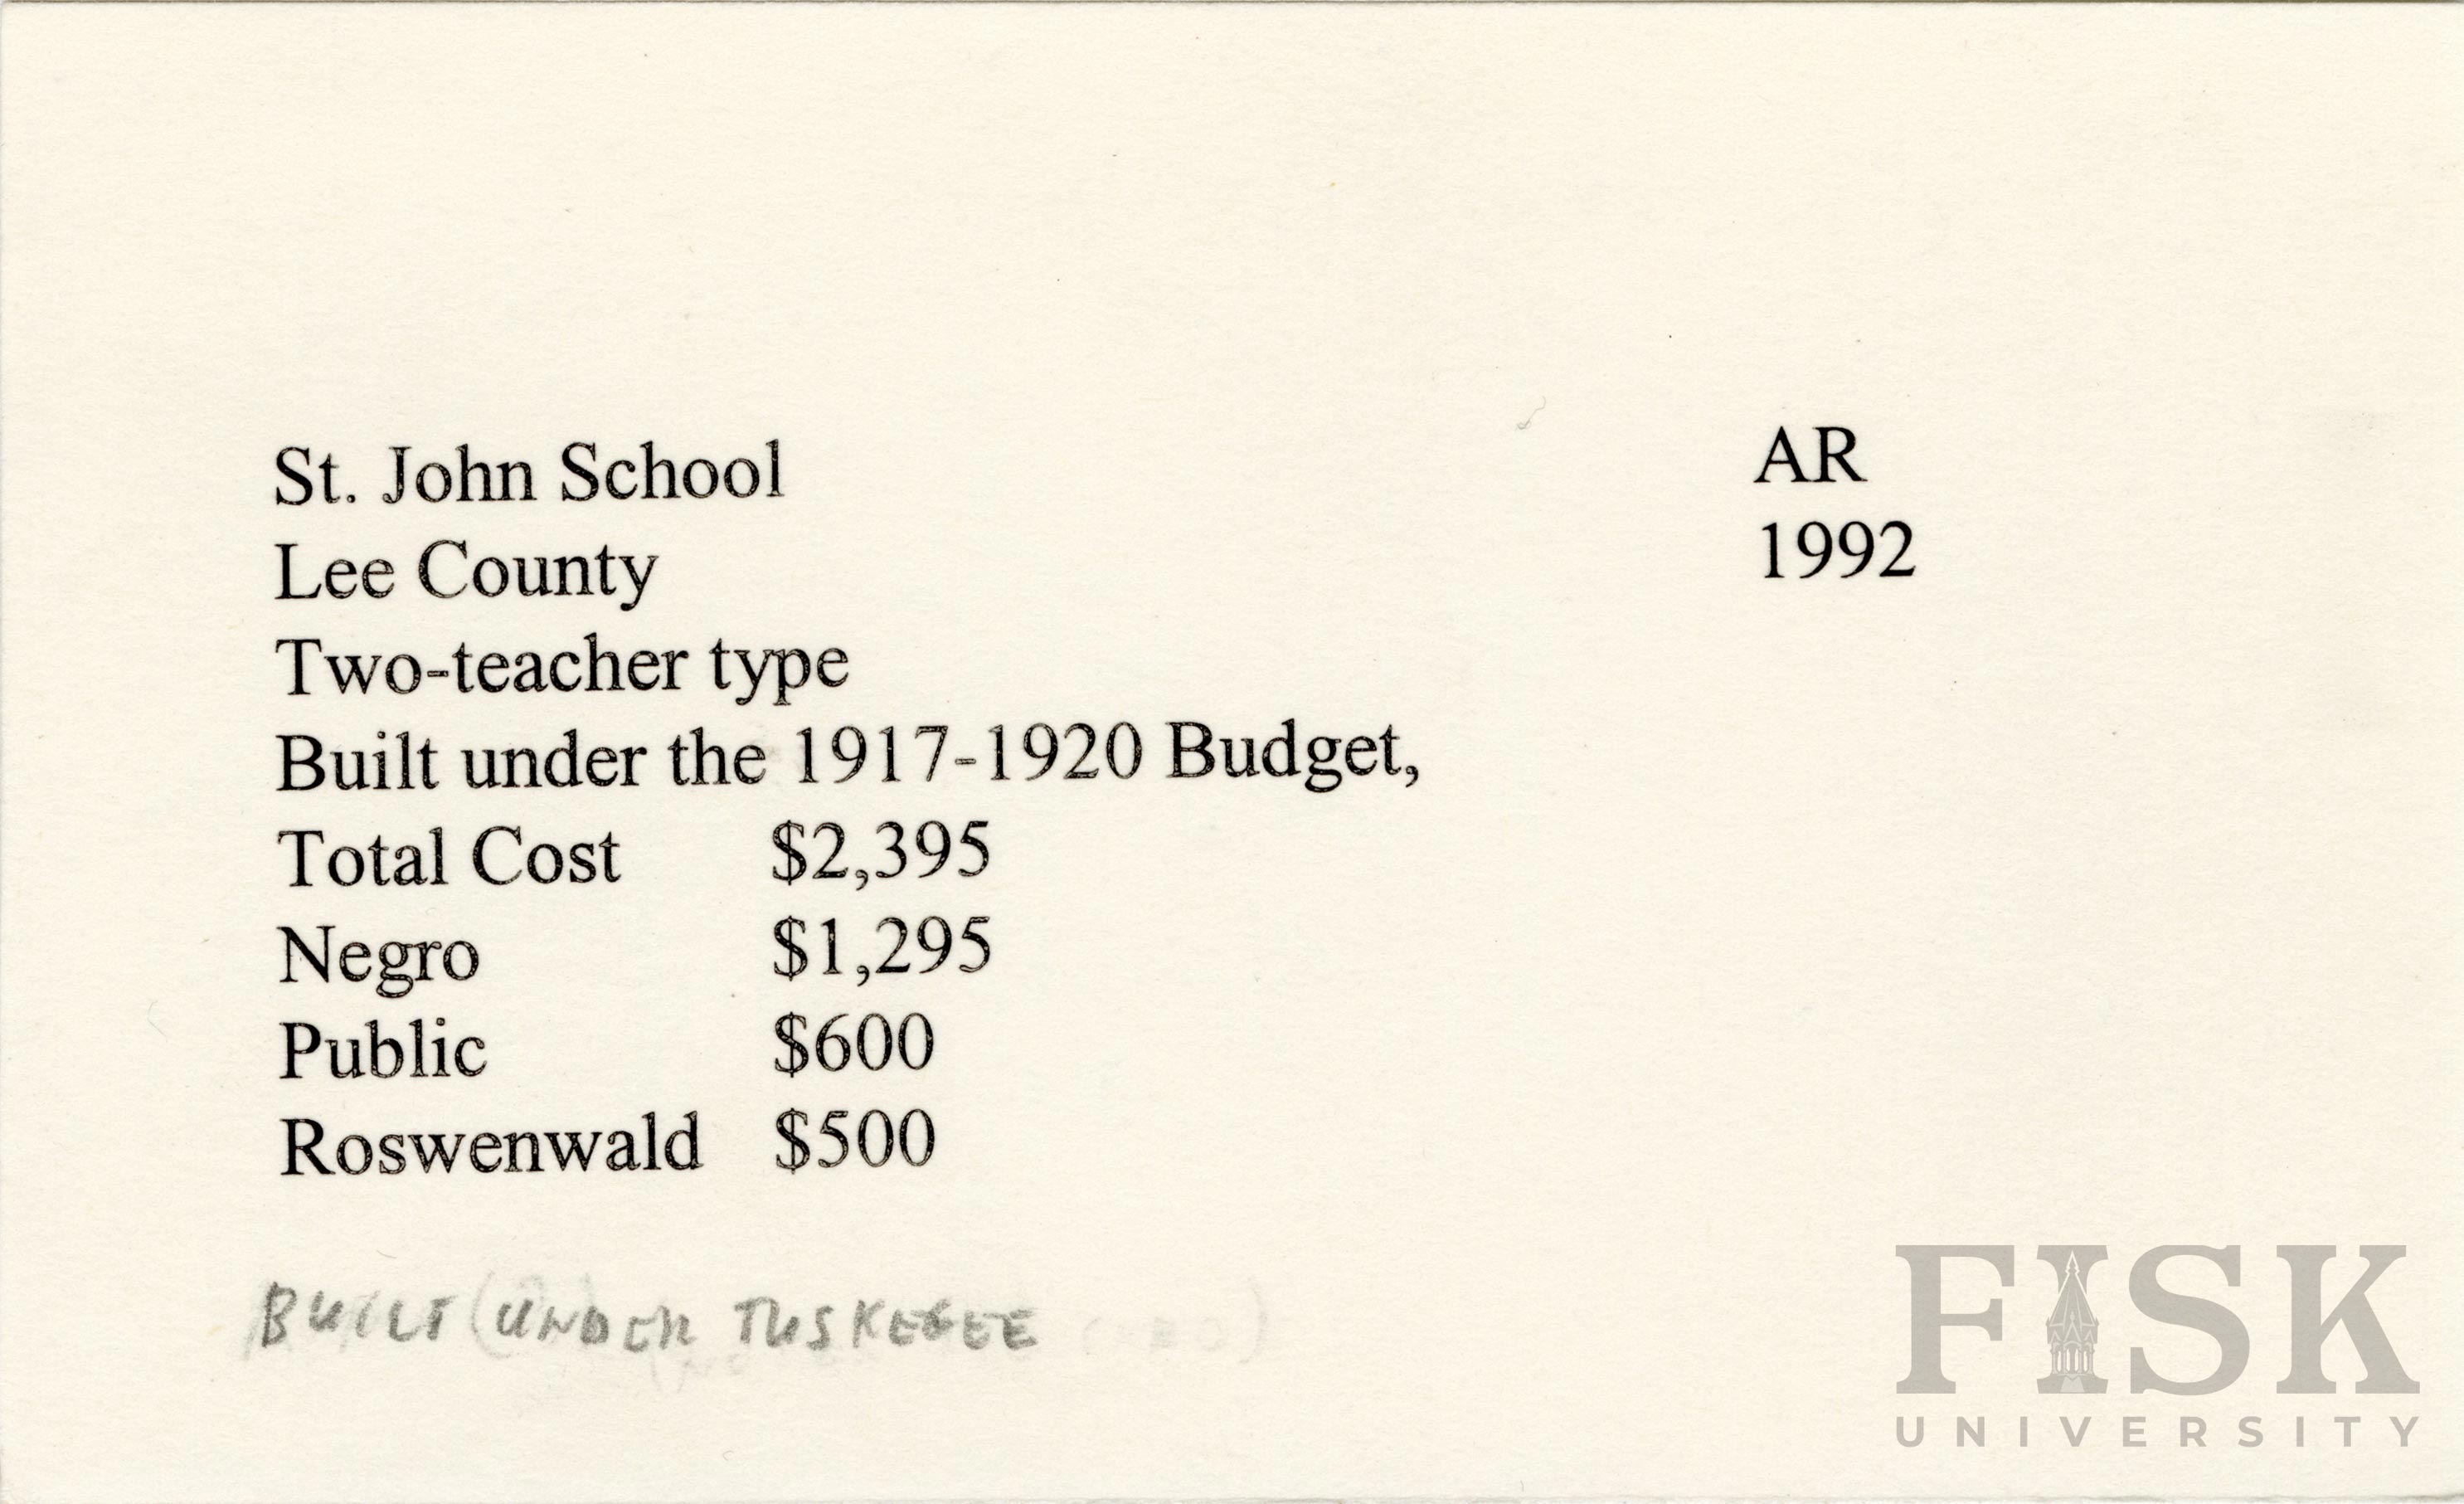 St. John School
AR
Lee County
1992
Two-teacher type
Built under the 1917-1920 Budget,
Total Cost $2,395
Negro $1,295
Public $600
Roswenwald $500
BUILT (UNDER TUSKEGEE
FISK
UNIVERSITY